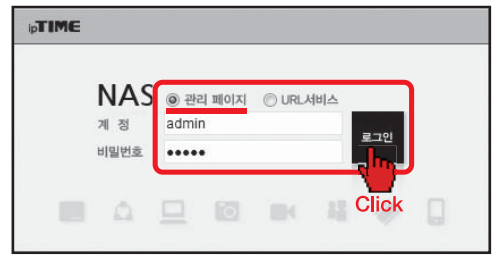 ipTIME
NAS
관리 페이지 URL서비스
계 정 admin
비밀번호 •••••
로그인
Click